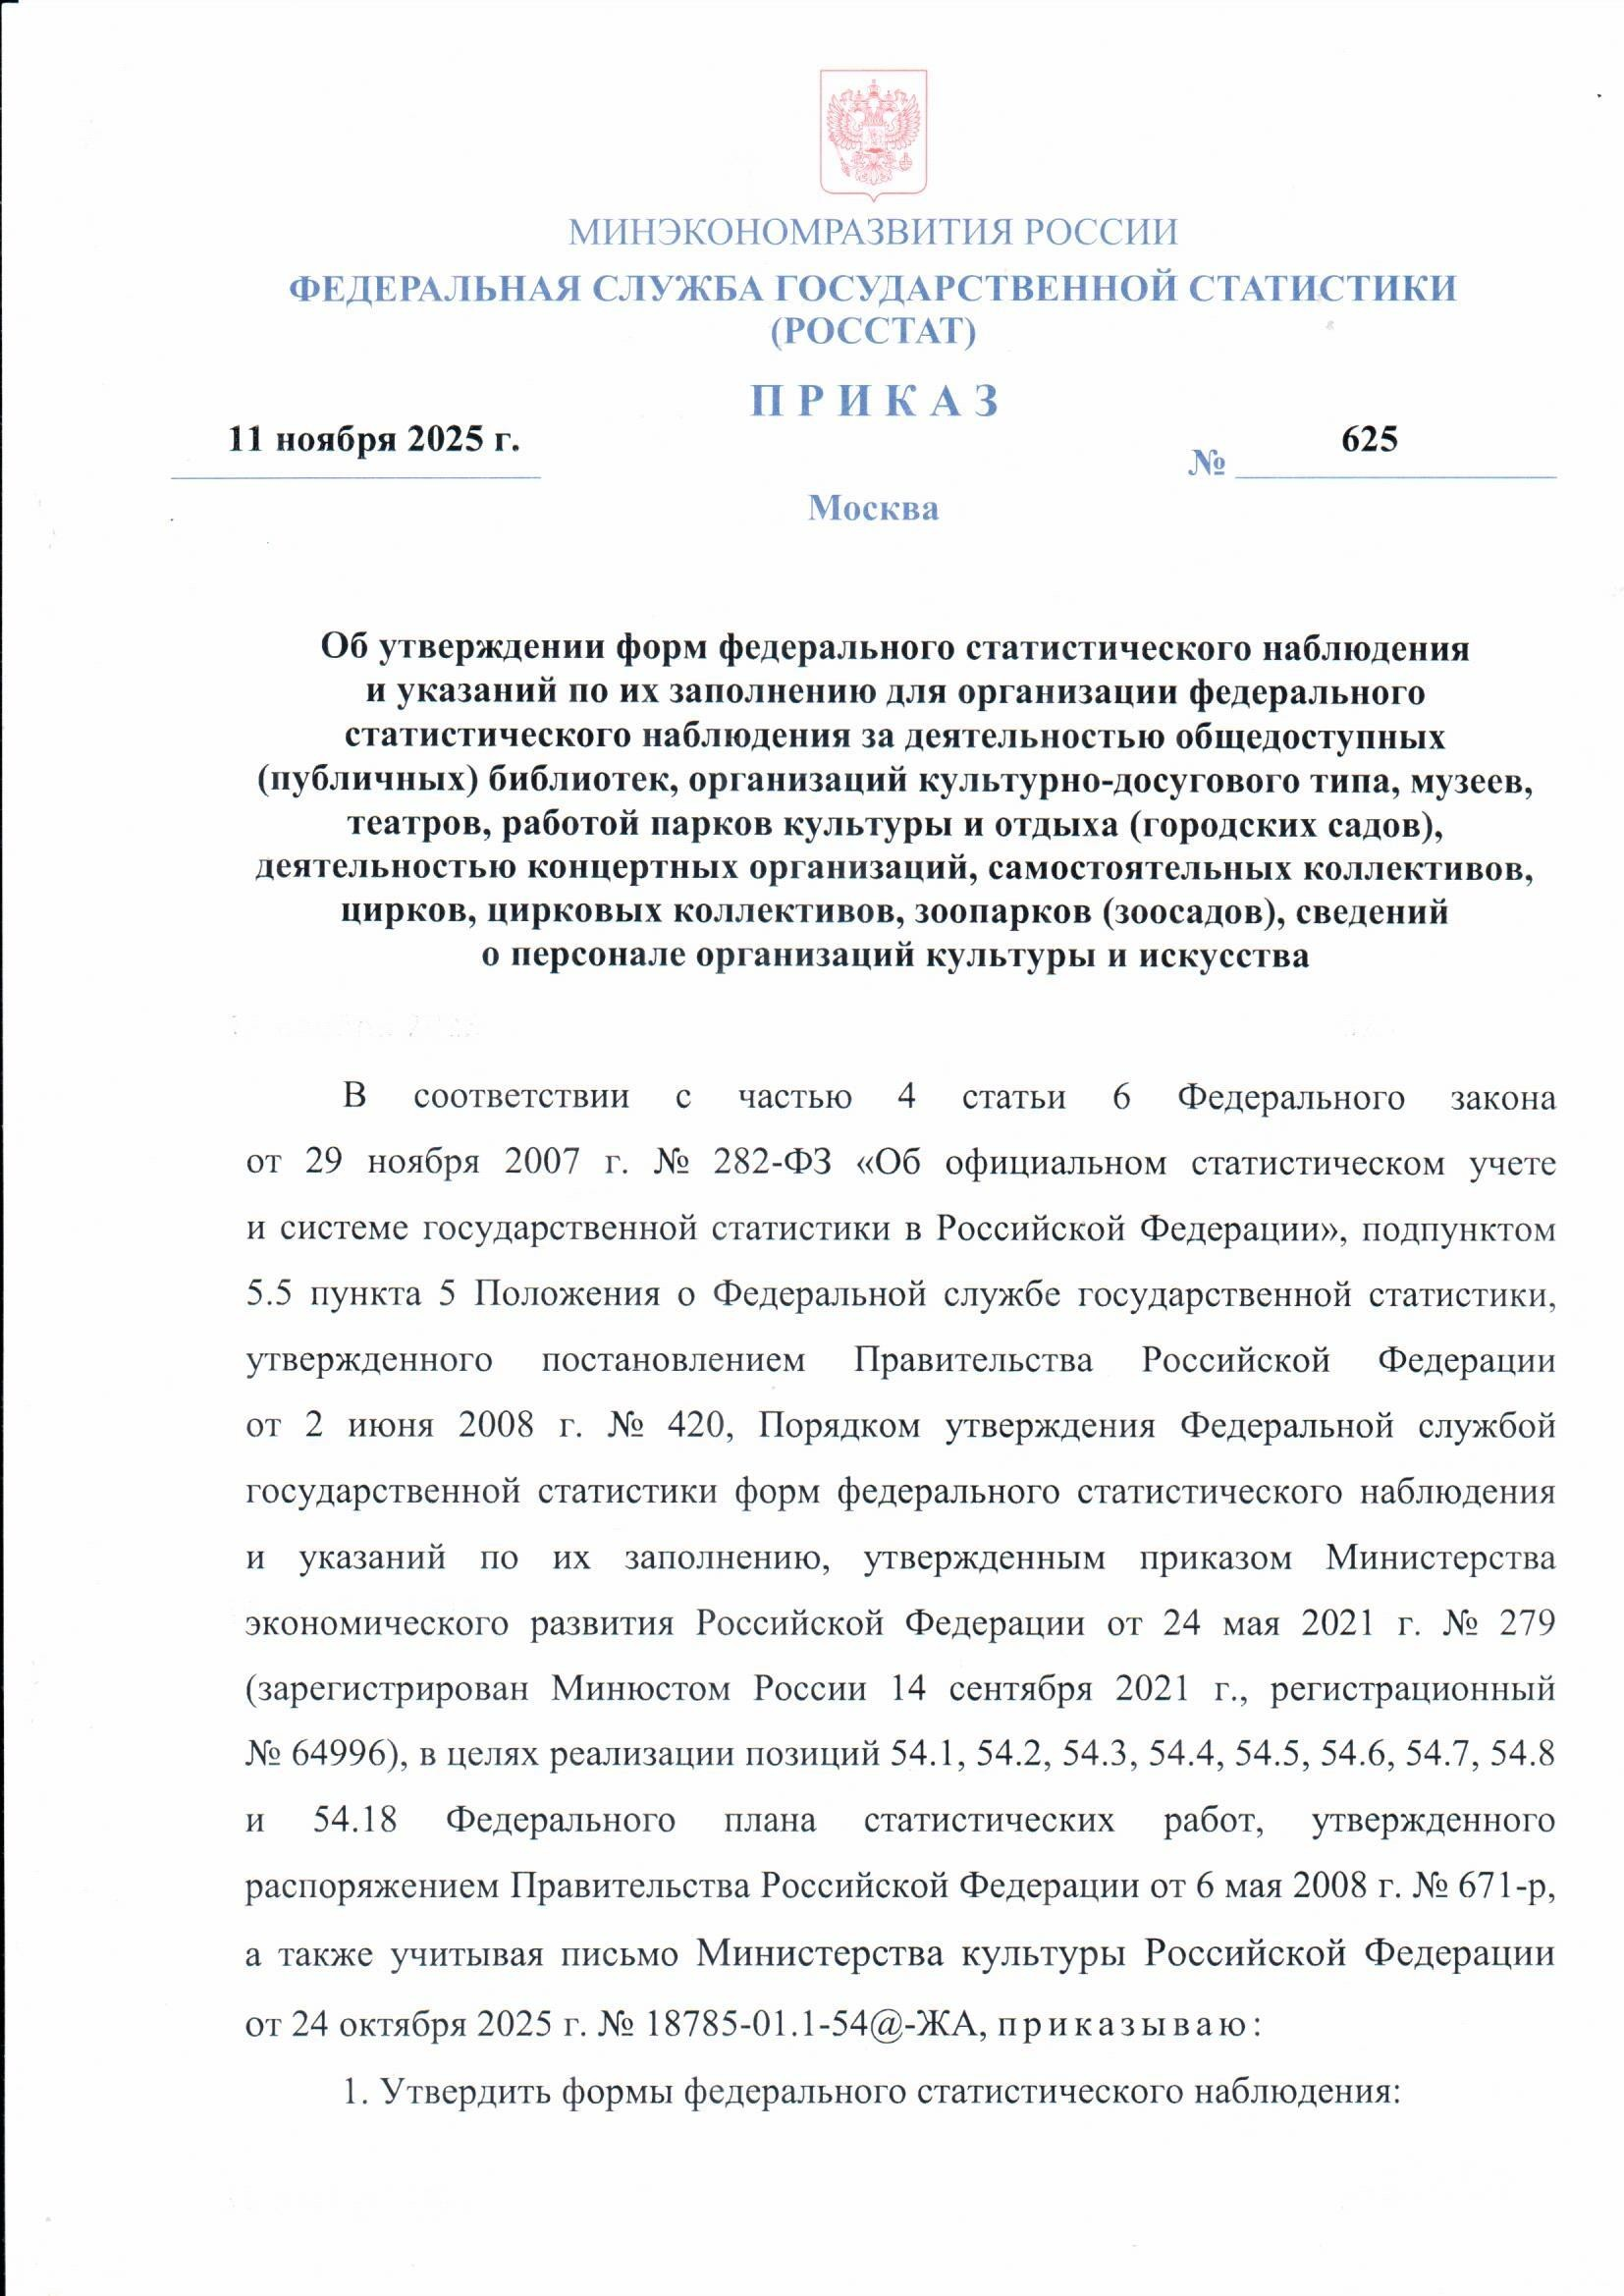 МИНЭКОНОМРАЗВИТИЯ РОССИИ
ФЕДЕРАЛЬНАЯ СЛУЖБА ГОСУДАРСТВЕННОЙ СТАТИСТИКИ
(РОССТАТ)
П Р И К А З
11 ноября 2025 г.
№ 625
Москва
Об утверждении форм федерального статистического наблюдения
и указаний по их заполнению для организации федерального
статистического наблюдения за деятельностью общедоступных
(публичных) библиотек, организаций культурно-досугового типа, музеев,
театров, работой парков культуры и отдыха (городских садов),
деятельностью концертных организаций, самостоятельных коллективов,
цирков, цирковых коллективов, зоопарков (зоосадов), сведений
о персонале организаций культуры и искусства
В соответствии с частью 4 статьи 6 Федерального закона
от 29 ноября 2007 г. № 282-ФЗ «Об официальном статистическом учете
и системе государственной статистики в Российской Федерации», подпунктом
5.5 пункта 5 Положения о Федеральной службе государственной статистики,
утвержденного постановлением Правительства Российской Федерации
от 2 июня 2008 г. № 420, Порядком утверждения Федеральной службой
государственной статистики форм федерального статистического наблюдения
и указаний по их заполнению, утвержденным приказом Министерства
экономического развития Российской Федерации от 24 мая 2021 г. № 279
(зарегистрирован Минюстом России 14 сентября 2021 г., регистрационный
№ 64996), в целях реализации позиций 54.1, 54.2, 54.3, 54.4, 54.5, 54.6, 54.7, 54.8
и 54.18 Федерального плана статистических работ, утвержденного
распоряжением Правительства Российской Федерации от 6 мая 2008 г. № 671-р,
а также учитывая письмо Министерства культуры Российской Федерации
от 24 октября 2025 г. № 18785-01.1-54@-ЖА, п р и к а з ы в а ю :
1. Утвердить формы федерального статистического наблюдения: